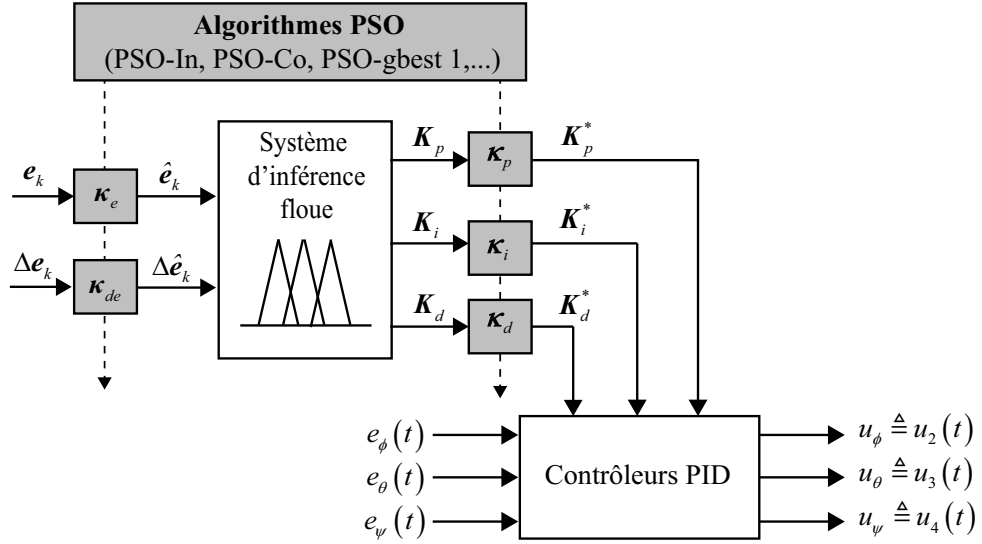 Algorithmes PSO
(PSO-In, PSO-Co, PSO-gbest 1,...)
e_k
κ_e
ê_k
Δe_k
κ_de
Δê_k
Système
d'inférence
floue
K_p
κ_p
K_p^*
K_i
κ_i
K_i^*
K_d
κ_d
K_d^*
e_ϕ(t)
e_θ(t)
e_ψ(t)
Contrôleurs PID
u_ϕ ≜ u_2(t)
u_θ ≜ u_3(t)
u_ψ ≜ u_4(t)